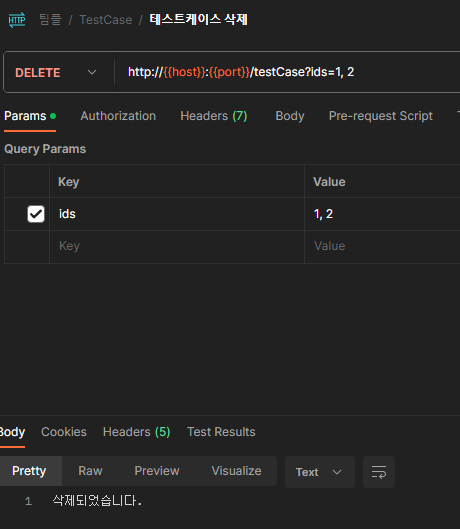 HTTP 팀플 / TestCase / 테스트케이스 삭제
DELETE http://{{host}}:{{port}}/testCase?ids=1, 2
Params Authorization Headers (7) Body Pre-request Script
Query Params
Key Value
ids 1, 2
Key Value
Body Cookies Headers (5) Test Results
Pretty Raw Preview Visualize Text
1 삭제되었습니다.